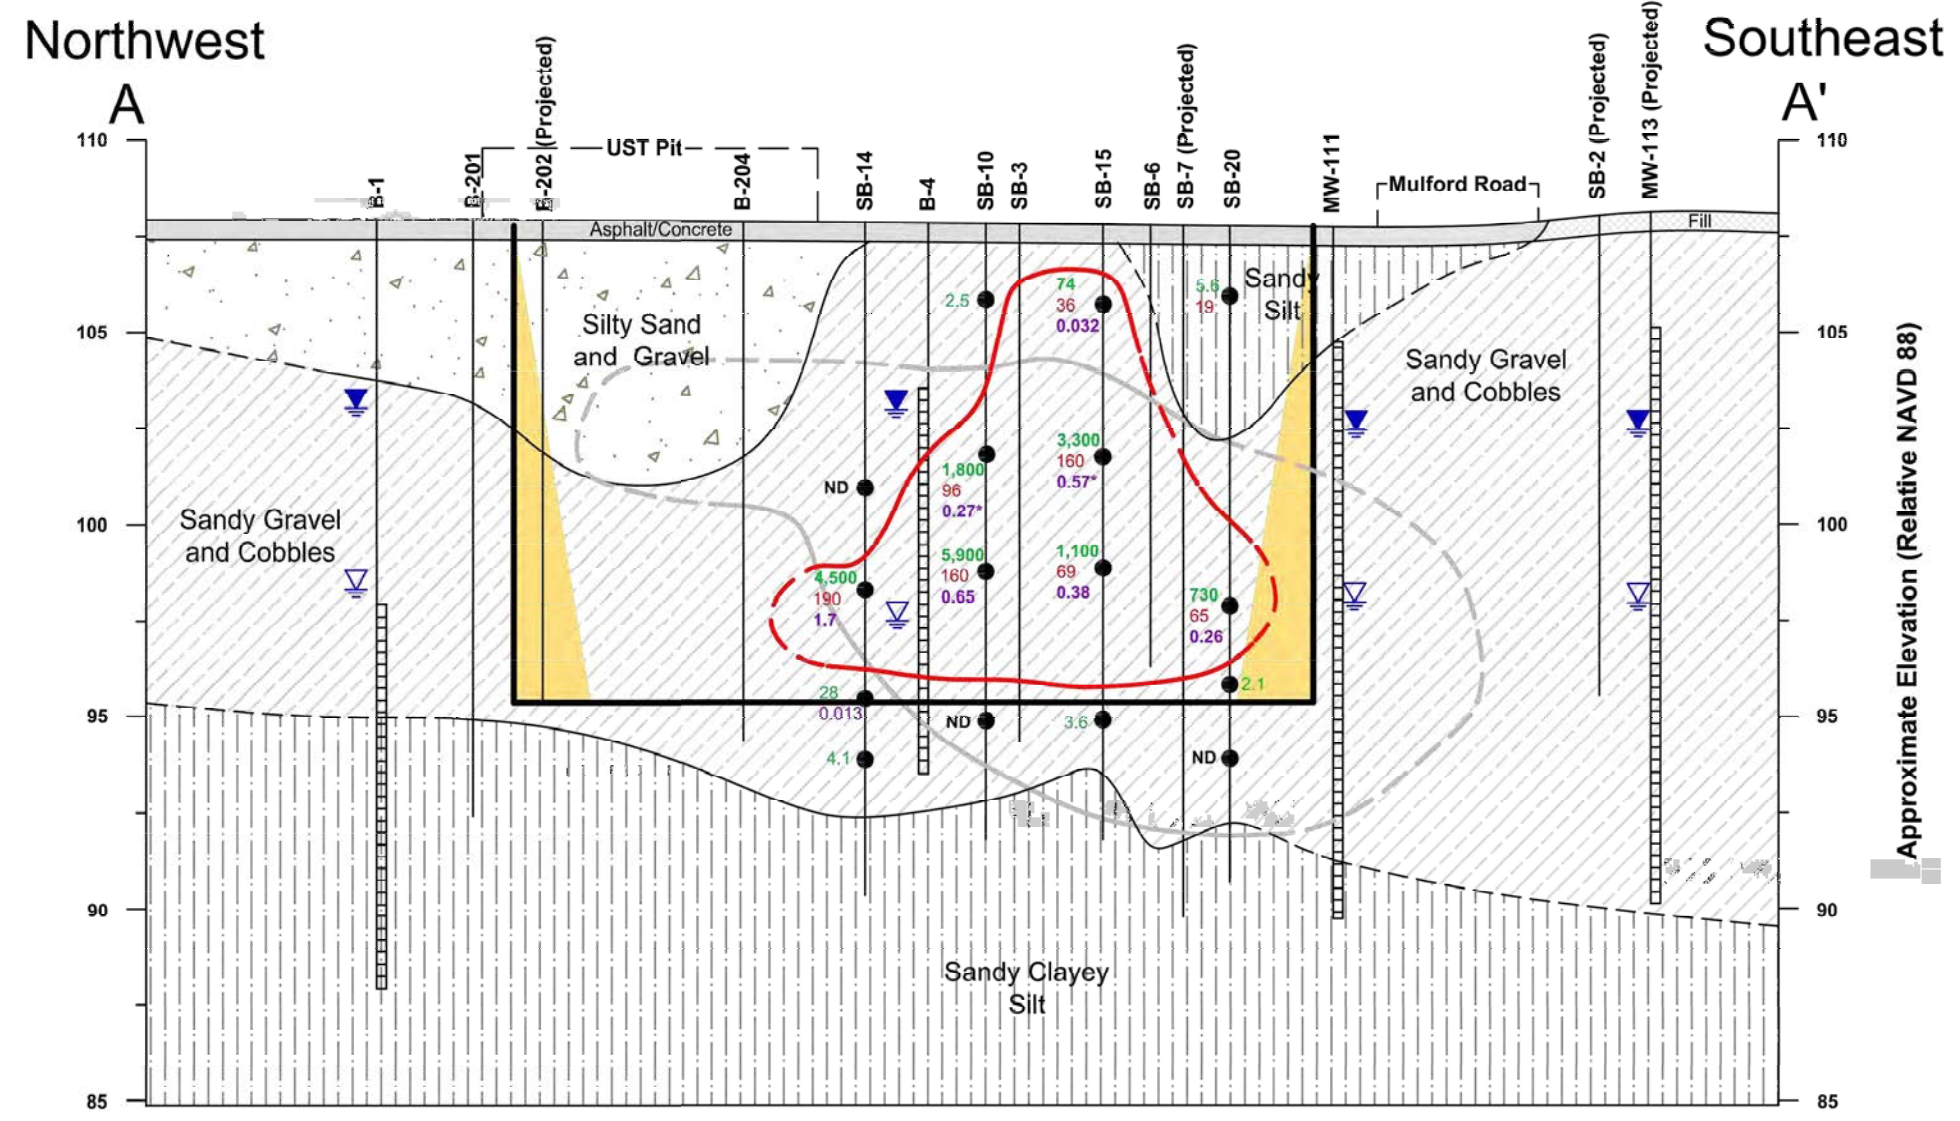 Northwest
Southeast
A
A'
B-1
B-201
B-202 (Projected)
UST Pit
B-204
SB-14
B-4
SB-10
SB-3
SB-15
SB-6
SB-7 (Projected)
SB-20
MW-111
Mulford Road
SB-2 (Projected)
MW-113 (Projected)
110
110
Asphalt/Concrete
Fill
2.5
74
36
0.032
5.6
19
Sandy
Silt
105
105
Silty Sand
and Gravel
Sandy Gravel
and Cobbles
ND
1,800
96
0.27*
3,300
160
0.57*
100
100
Sandy Gravel
and Cobbles
4,500
190
1.7
5,900
160
0.65
1,100
69
0.38
730
65
0.26
28
0.013
2.1
95
95
ND
3.6
4.1
ND
90
90
Sandy Clayey
Silt
85
85
Approximate Elevation (Relative NAVD 88)